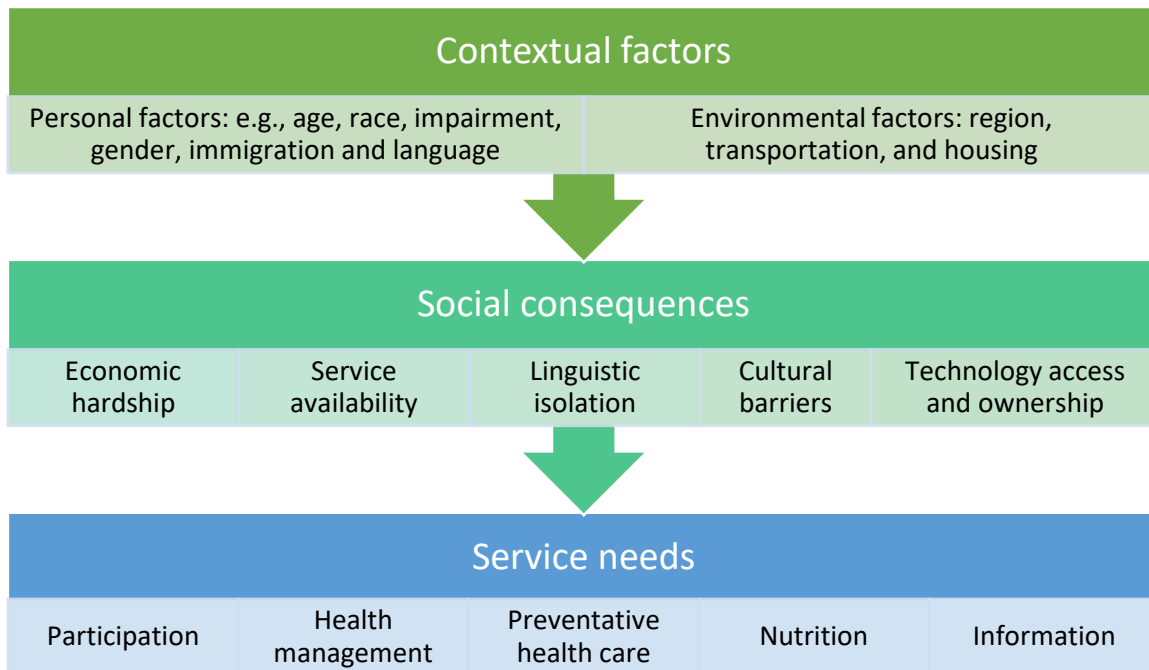 Contextual factors
Personal factors: e.g., age, race, impairment,
gender, immigration and language
Environmental factors: region,
transportation, and housing
Social consequences
Economic
hardship
Service
availability
Linguistic
isolation
Cultural
barriers
Technology access
and ownership
Service needs
Participation
Health
management
Preventative
health care
Nutrition
Information